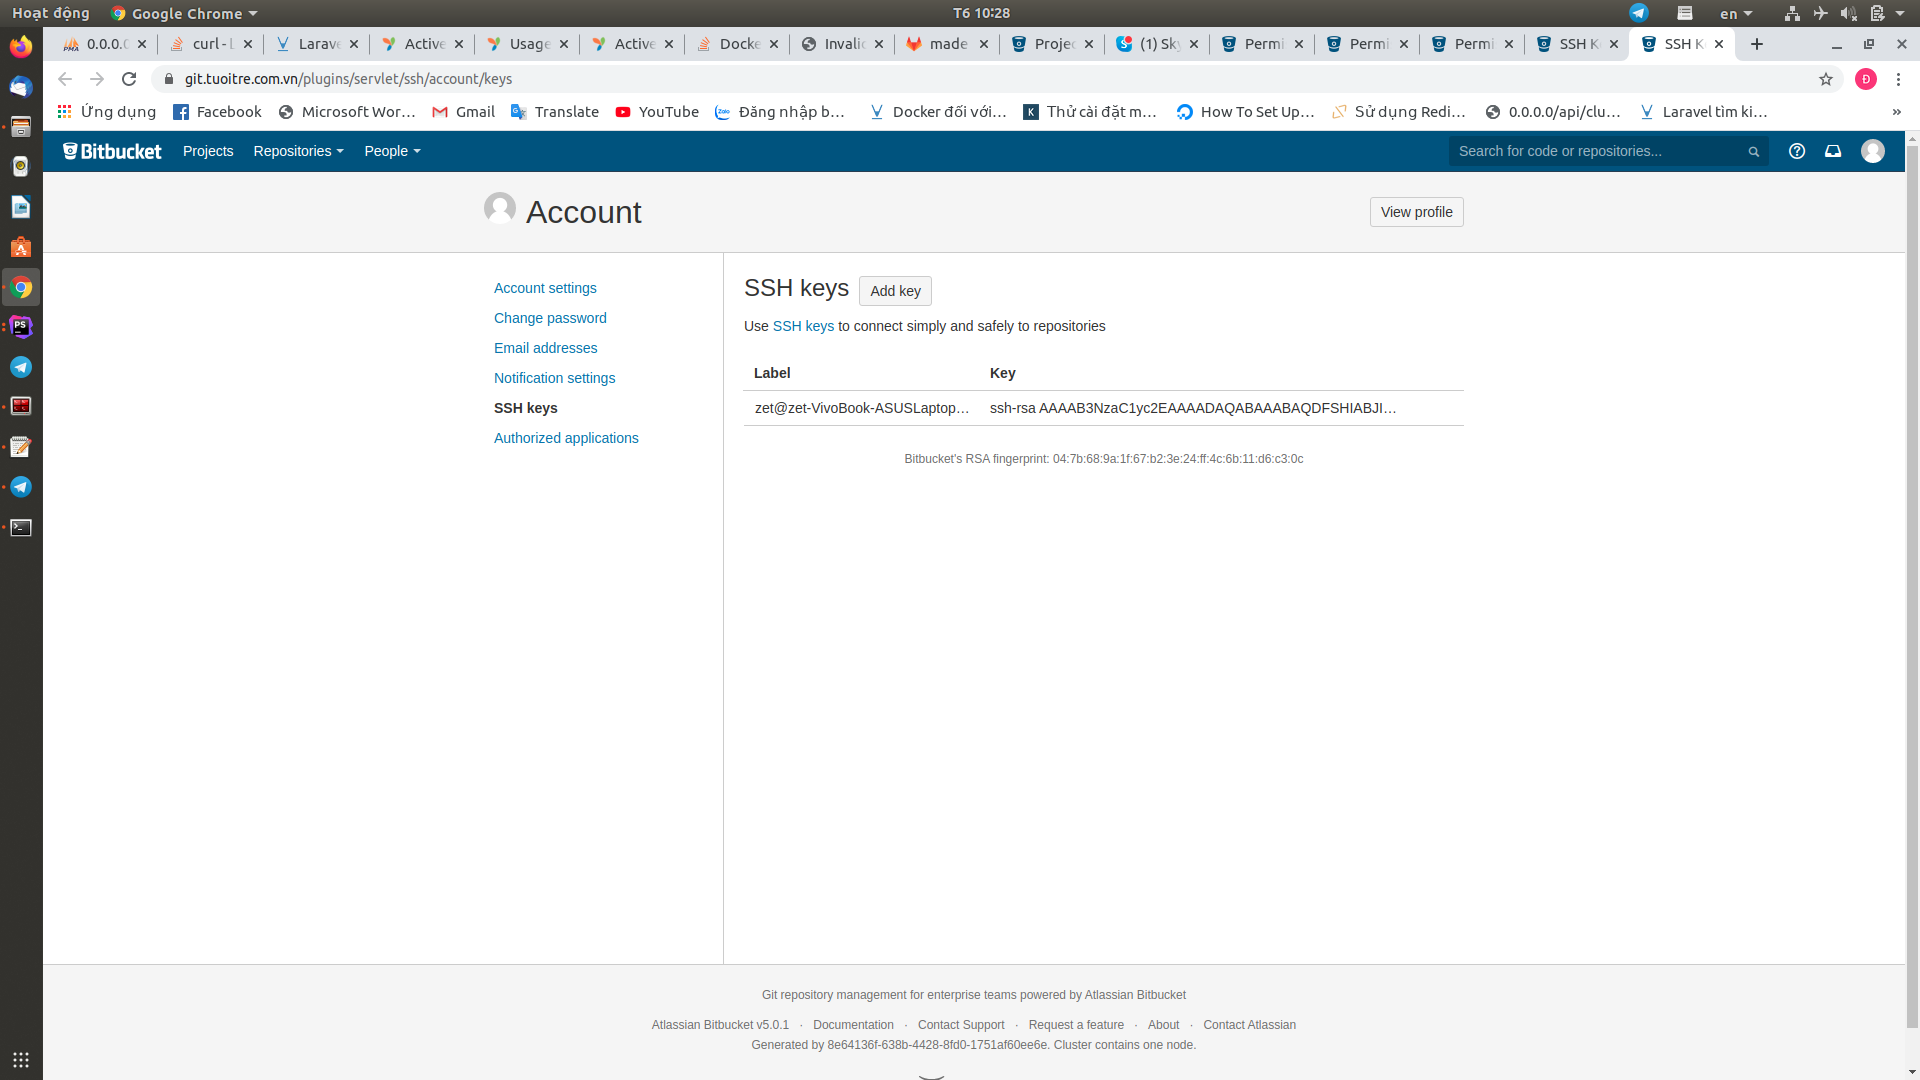 Hoạt động
Google Chrome
T6 10:28
en
0.0.0.0
curl - L
Larave
Active
Usage
Active
Docke
Invalid
made
Projec
(1) Sky
Permi
Permi
Permi
SSH K
SSH K
git.tuoitre.com.vn/plugins/servlet/ssh/account/keys
Đ
Ứng dụng
Facebook
Microsoft Wor…
Gmail
Translate
YouTube
Đăng nhập b…
Docker đối với…
Thử cài đặt m…
How To Set Up…
Sử dụng Redi…
0.0.0.0/api/clu…
Laravel tìm ki…
»
Bitbucket
Projects
Repositories
People
Search for code or repositories...
Account
View profile
Account settings
Change password
Email addresses
Notification settings
SSH keys
Authorized applications
SSH keys
Add key
Use SSH keys to connect simply and safely to repositories
Label Key
zet@zet-VivoBook-ASUSLaptop… ssh-rsa AAAAB3NzaC1yc2EAAAADAQABAAABAQDFSHIABJI…
Bitbucket's RSA fingerprint: 04:7b:68:9a:1f:67:b2:3e:24:ff:4c:6b:11:d6:c3:0c
Git repository management for enterprise teams powered by Atlassian Bitbucket
Atlassian Bitbucket v5.0.1 · Documentation · Contact Support · Request a feature · About · Contact Atlassian
Generated by 8e64136f-638b-4428-8fd0-1751af60ee6e. Cluster contains one node.